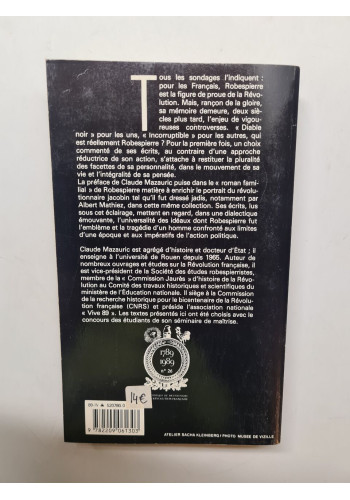 Tous les sondages l'indiquent :
pour les Français, Robespierre
est la figure de proue de la Révo-
lution. Mais, rançon de la gloire,
sa mémoire demeure, deux siè-
cles plus tard, l'enjeu de vigou-
reuses controverses. « Diable
noir » pour les uns, « Incorruptible » pour les autres, qui
est réellement Robespierre ? Pour la première fois, un choix
commenté de ses écrits, au contraire d'une approche
réductrice de son action, s'attache à restituer la pluralité
des facettes de sa personnalité, dans le mouvement de sa
vie et l'intégralité de sa pensée.
La préface de Claude Mazauric puise dans le « roman fami-
lial » de Robespierre matière à enrichir le portrait du révolu-
tionnaire jacobin tel qu'il fut dressé jadis, notamment par
Albert Mathiez, dans cette même collection. Ses écrits, lus
sous cet éclairage, mettent en regard, dans une dialectique
émouvante, l'universalité des idéaux dont Robespierre fut
l'emblème et la tragédie d'un homme confronté aux limites
d'une époque et aux impératifs de l'action politique.
Claude Mazauric est agrégé d'histoire et docteur d'État ; il
enseigne à l'université de Rouen depuis 1965. Auteur de
nombreux ouvrages et études sur la Révolution française, il
est vice-président de la Société des études robespierristes,
membre de la « Commission Jaurès » d'histoire de la Révo-
lution au Comité des travaux historiques et scientifiques du
ministère de l'Éducation nationale. Il siège à la Commission
de la recherche historique pour le bicentenaire de la Révolu-
tion française (CNRS) et préside l'association nationale
« Vive 89 ». Les textes présentés ici ont été choisis avec le
concours des étudiants de son séminaire de maîtrise.
1789
1989
n° 26
14€
9 782209 061303
ATELIER SACHA KLEINBERG / PHOTO MUSÉE DE VIZILLE